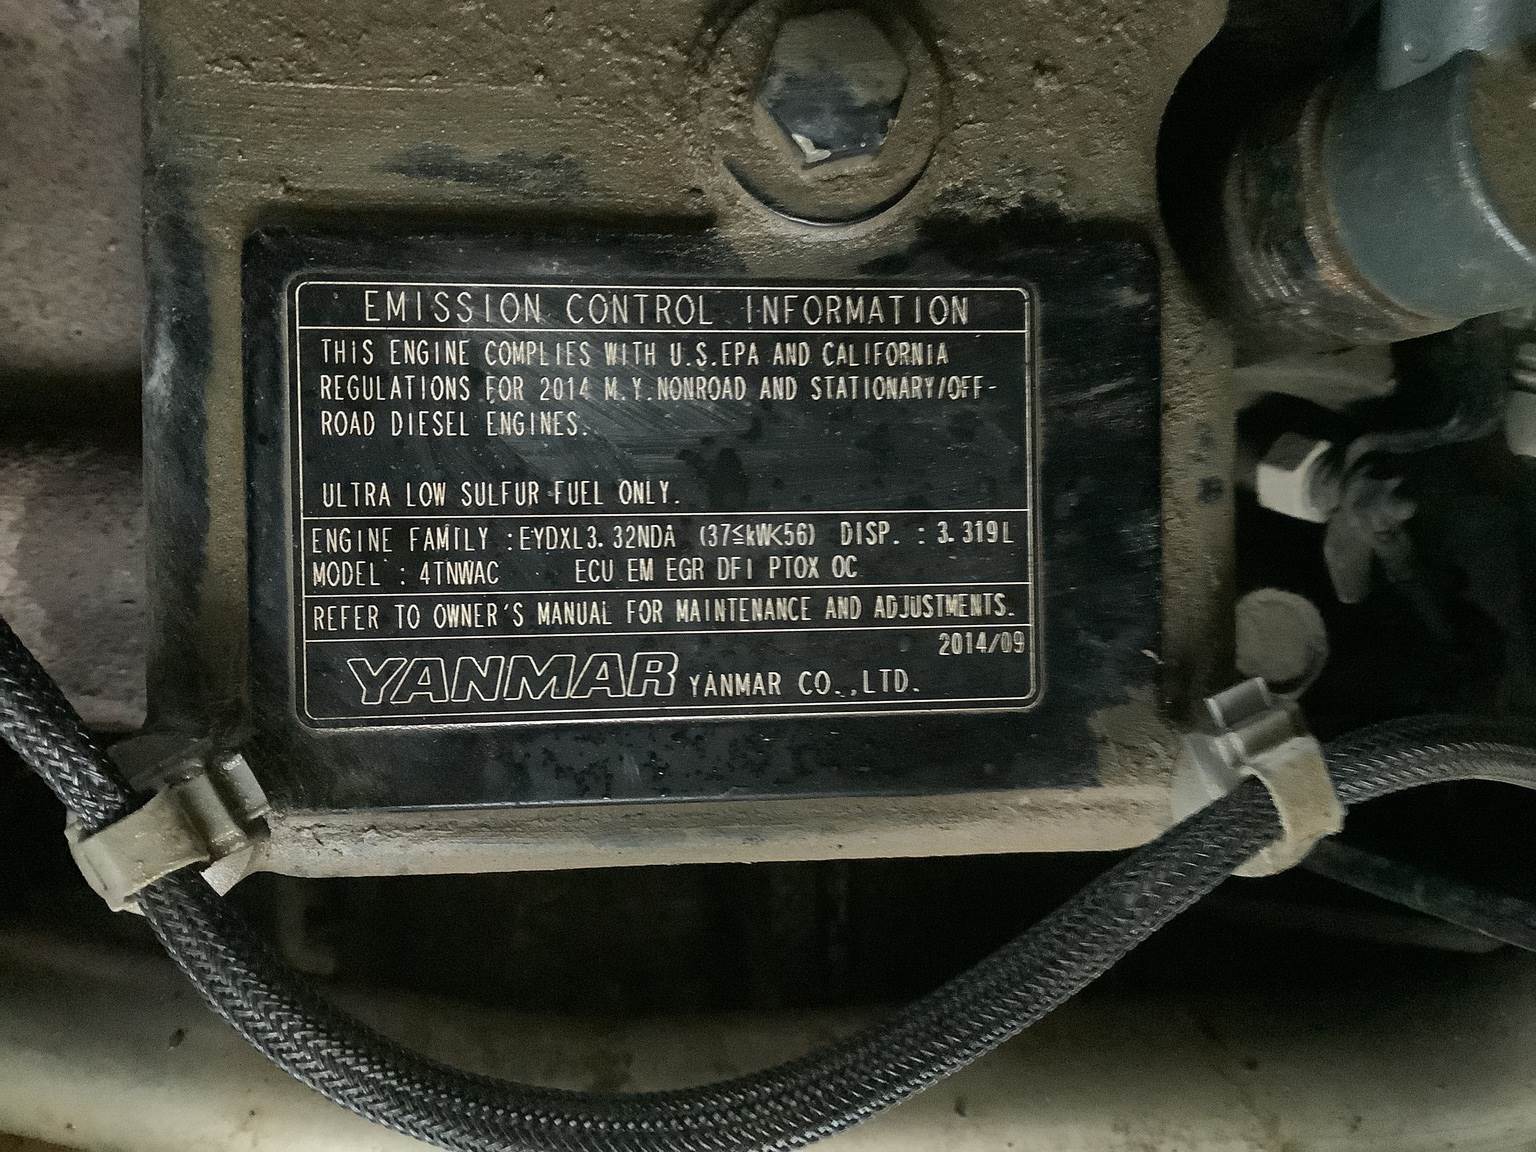 EMISSION CONTROL INFORMATION
THIS ENGINE COMPLIES WITH U.S.EPA AND CALIFORNIA
REGULATIONS FOR 2014 M.Y.NONROAD AND STATIONARY/OFF-
ROAD DIESEL ENGINES.
ULTRA LOW SULFUR FUEL ONLY.
ENGINE FAMILY :EYDXL3.32NDA (37≦kW<56) DISP. : 3.319L
MODEL : 4TNWAC ECU EM EGR DFI PTOX OC
REFER TO OWNER'S MANUAL FOR MAINTENANCE AND ADJUSTMENTS.
2014/09
YANMAR YANMAR CO.,LTD.